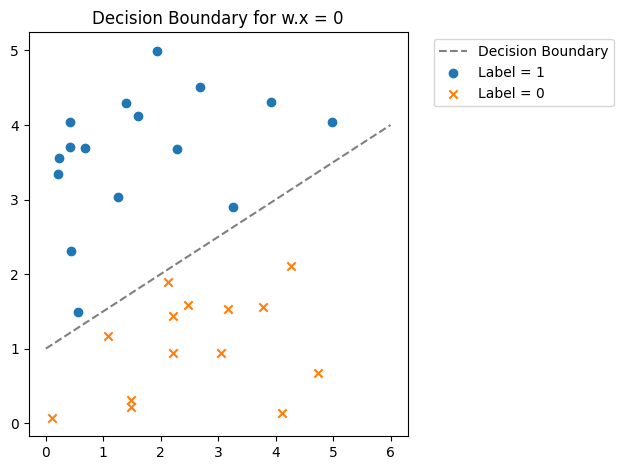 Decision Boundary for w.x = 0
Decision Boundary
Label = 1
Label = 0
5
4
3
2
1
0
0 1 2 3 4 5 6